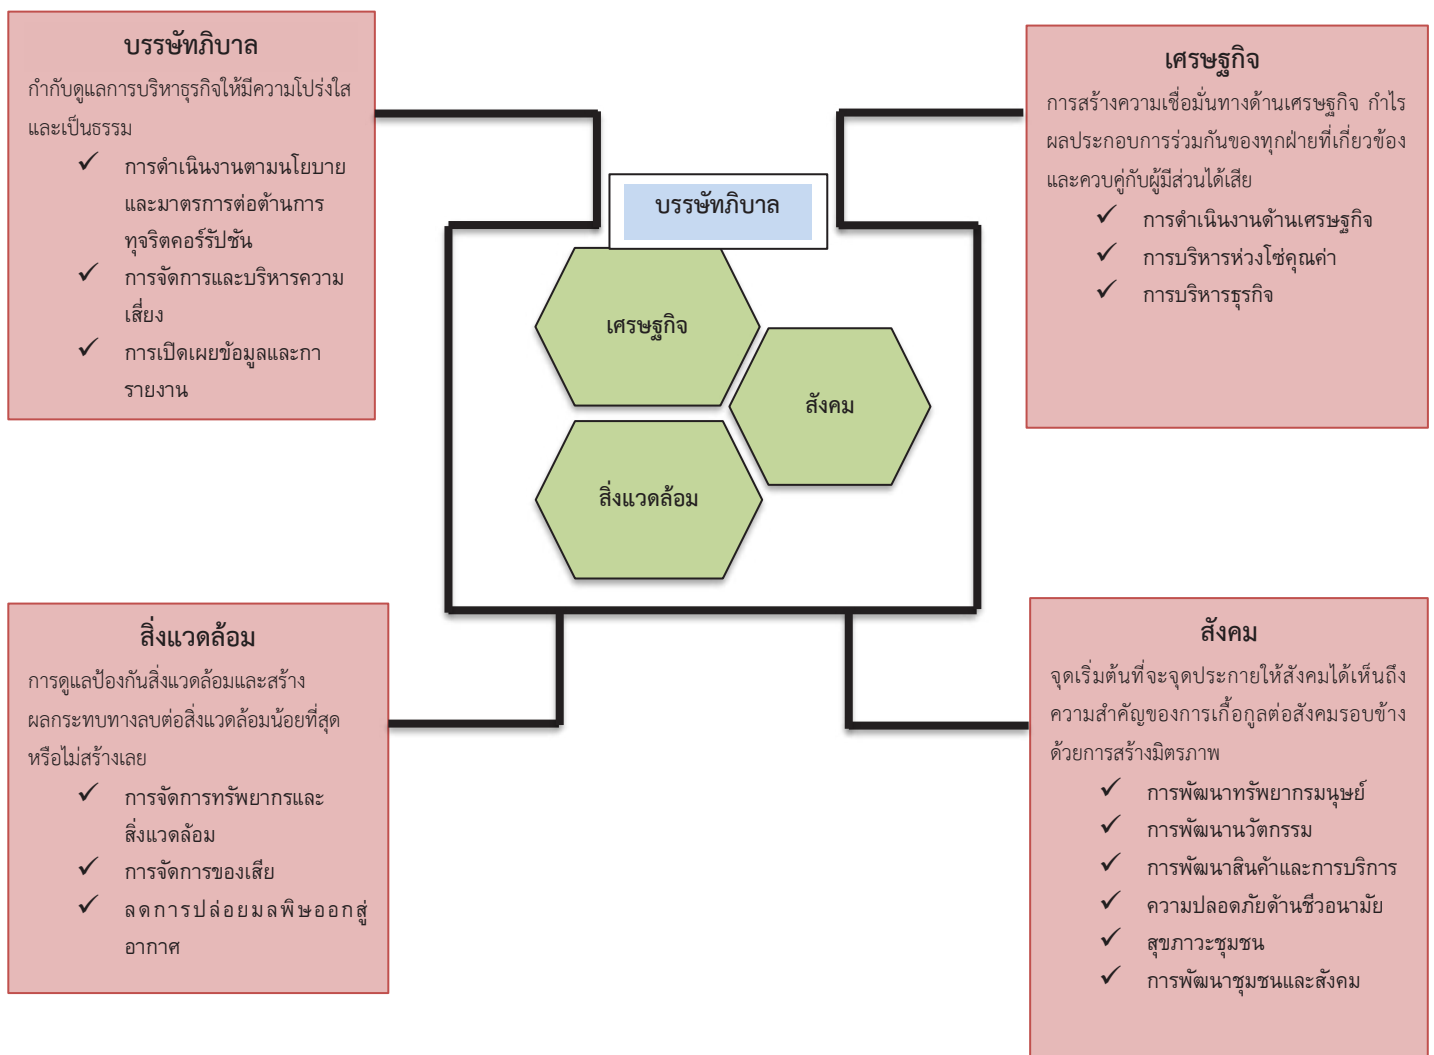 บรรษัทภิบาล
กำกับดูแลการบริหาธุรกิจให้มีความโปร่งใส
และเป็นธรรม
✓ การดำเนินงานตามนโยบาย
และมาตรการต่อต้านการ
ทุจริตคอร์รัปชัน
✓ การจัดการและบริหารความ
เสี่ยง
✓ การเปิดเผยข้อมูลและกา
รายงาน
เศรษฐกิจ
การสร้างความเชื่อมั่นทางด้านเศรษฐกิจ กำไร
ผลประกอบการร่วมกันของทุกฝ่ายที่เกี่ยวข้อง
และควบคู่กับผู้มีส่วนได้เสีย
✓ การดำเนินงานด้านเศรษฐกิจ
✓ การบริหารห่วงโซ่คุณค่า
✓ การบริหารธุรกิจ
บรรษัทภิบาล
เศรษฐกิจ
สังคม
สิ่งแวดล้อม
สิ่งแวดล้อม
การดูแลป้องกันสิ่งแวดล้อมและสร้าง
ผลกระทบทางลบต่อสิ่งแวดล้อมน้อยที่สุด
หรือไม่สร้างเลย
✓ การจัดการทรัพยากรและ
สิ่งแวดล้อม
✓ การจัดการของเสีย
✓ ลดการปล่อยมลพิษออกสู่
อากาศ
สังคม
จุดเริ่มต้นที่จะจุดประกายให้สังคมได้เห็นถึง
ความสำคัญของการเกื้อกูลต่อสังคมรอบข้าง
ด้วยการสร้างมิตรภาพ
✓ การพัฒนาทรัพยากรมนุษย์
✓ การพัฒนานวัตกรรม
✓ การพัฒนาสินค้าและการบริการ
✓ ความปลอดภัยด้านชีวอนามัย
✓ สุขภาวะชุมชน
✓ การพัฒนาชุมชนและสังคม